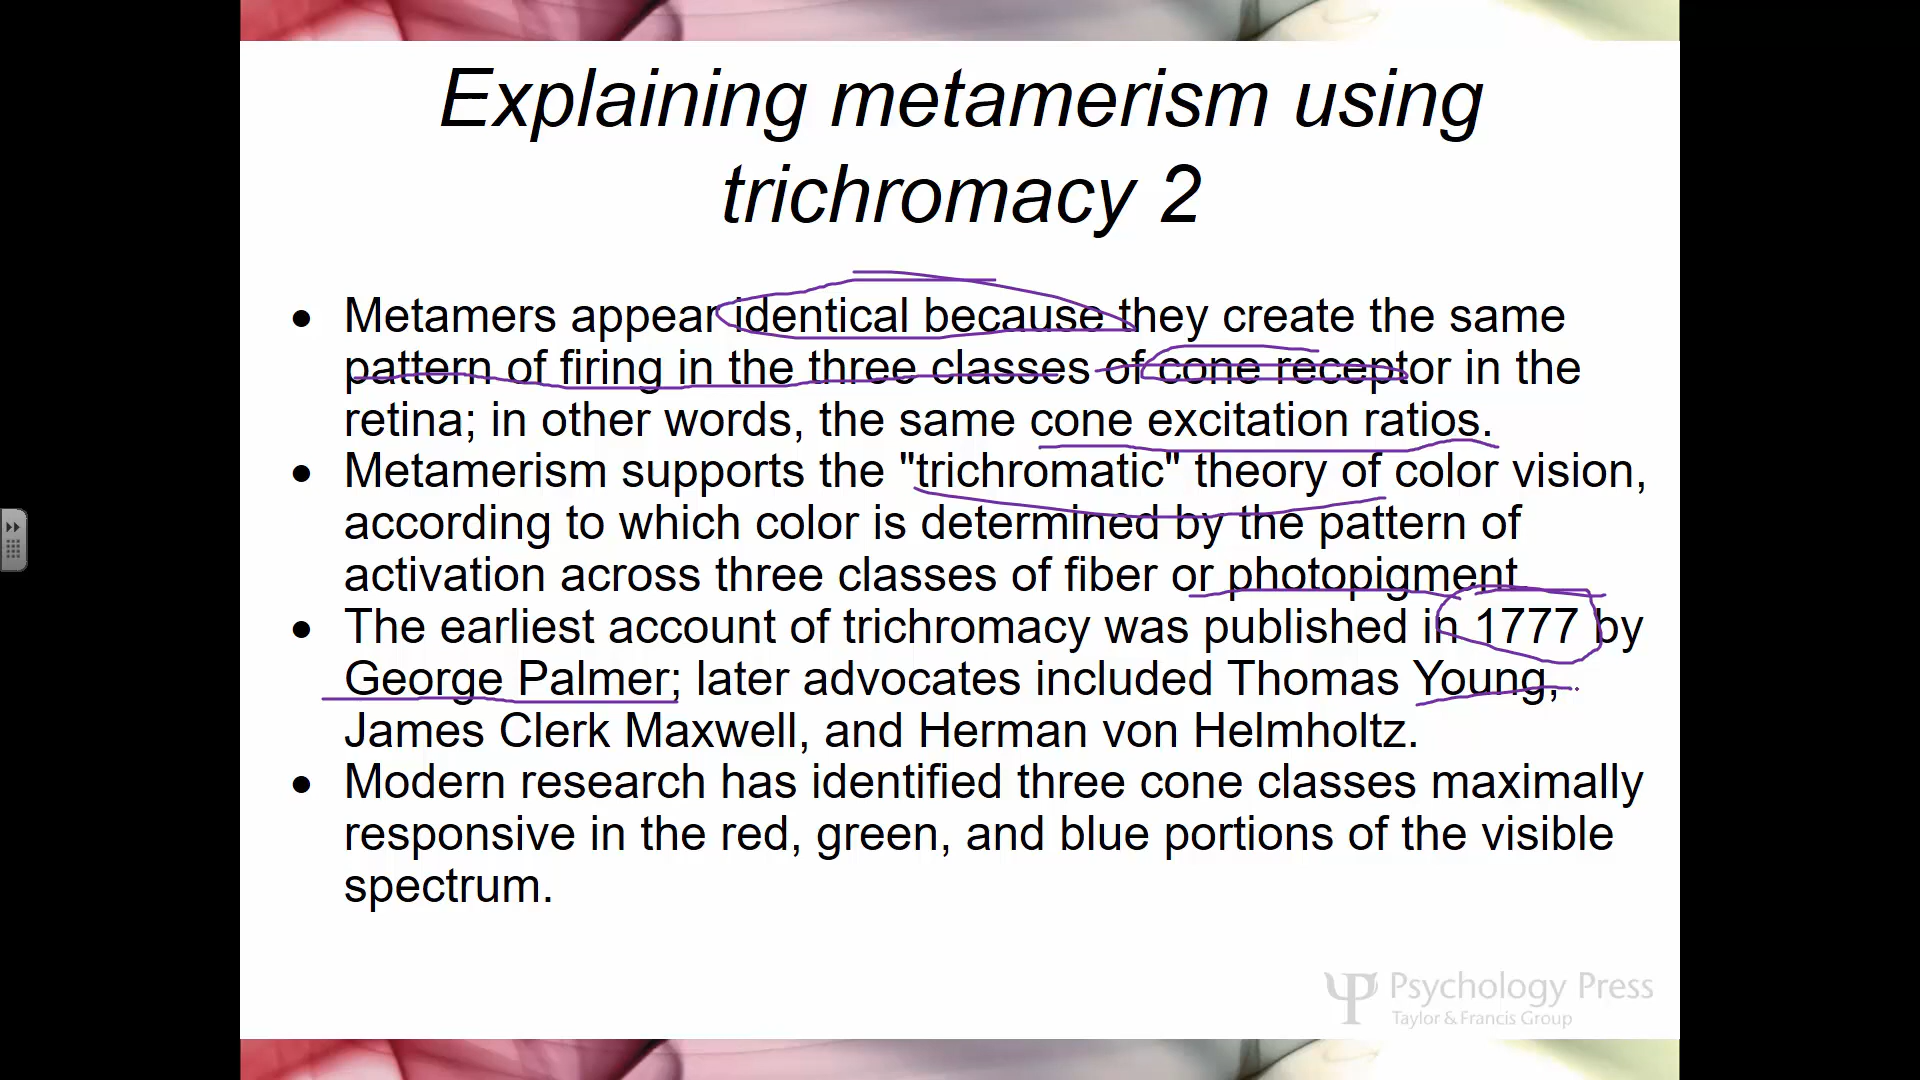 Explaining metamerism using
trichromacy 2
• Metamers appear identical because they create the same
pattern of firing in the three classes of cone receptor in the
retina; in other words, the same cone excitation ratios.
• Metamerism supports the "trichromatic" theory of color vision,
according to which color is determined by the pattern of
activation across three classes of fiber or photopigment.
• The earliest account of trichromacy was published in 1777 by
George Palmer; later advocates included Thomas Young,
James Clerk Maxwell, and Herman von Helmholtz.
• Modern research has identified three cone classes maximally
responsive in the red, green, and blue portions of the visible
spectrum.
Psychology Press
Taylor & Francis Group